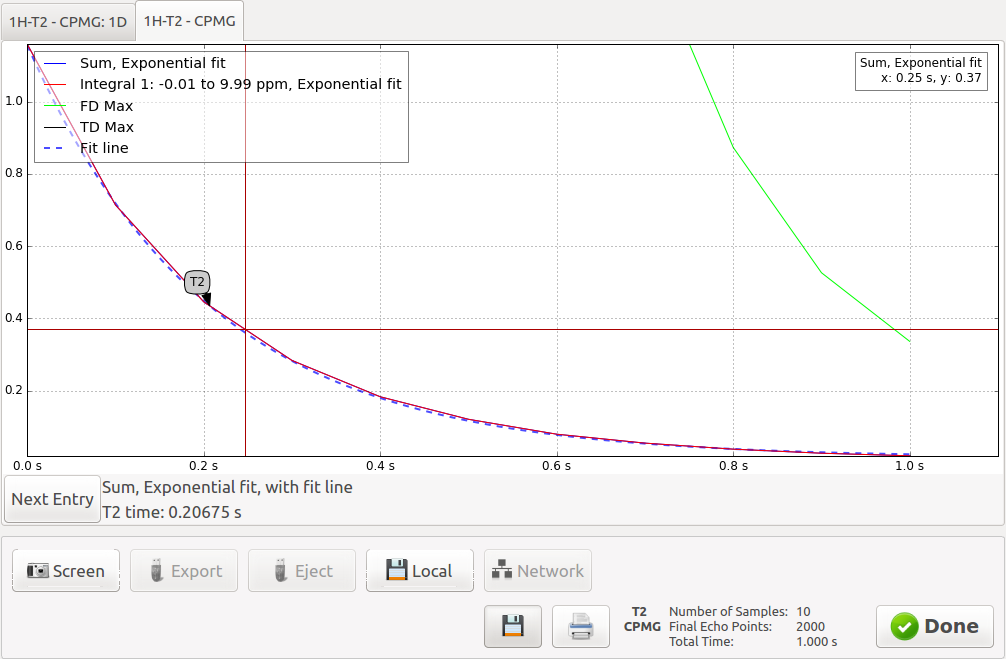 1H-T2 - CPMG: 1D
1H-T2 - CPMG
Sum, Exponential fit
Integral 1: -0.01 to 9.99 ppm, Exponential fit
FD Max
TD Max
Fit line
Sum, Exponential fit
x: 0.25 s, y: 0.37
1.0
0.8
0.6
T2
0.4
0.2
0.0 s
0.2 s
0.4 s
0.6 s
0.8 s
1.0 s
Next Entry
Sum, Exponential fit, with fit line
T2 time: 0.20675 s
Screen
Export
Eject
Local
Network
T2
CPMG
Number of Samples: 10
Final Echo Points: 2000
Total Time: 1.000 s
Done